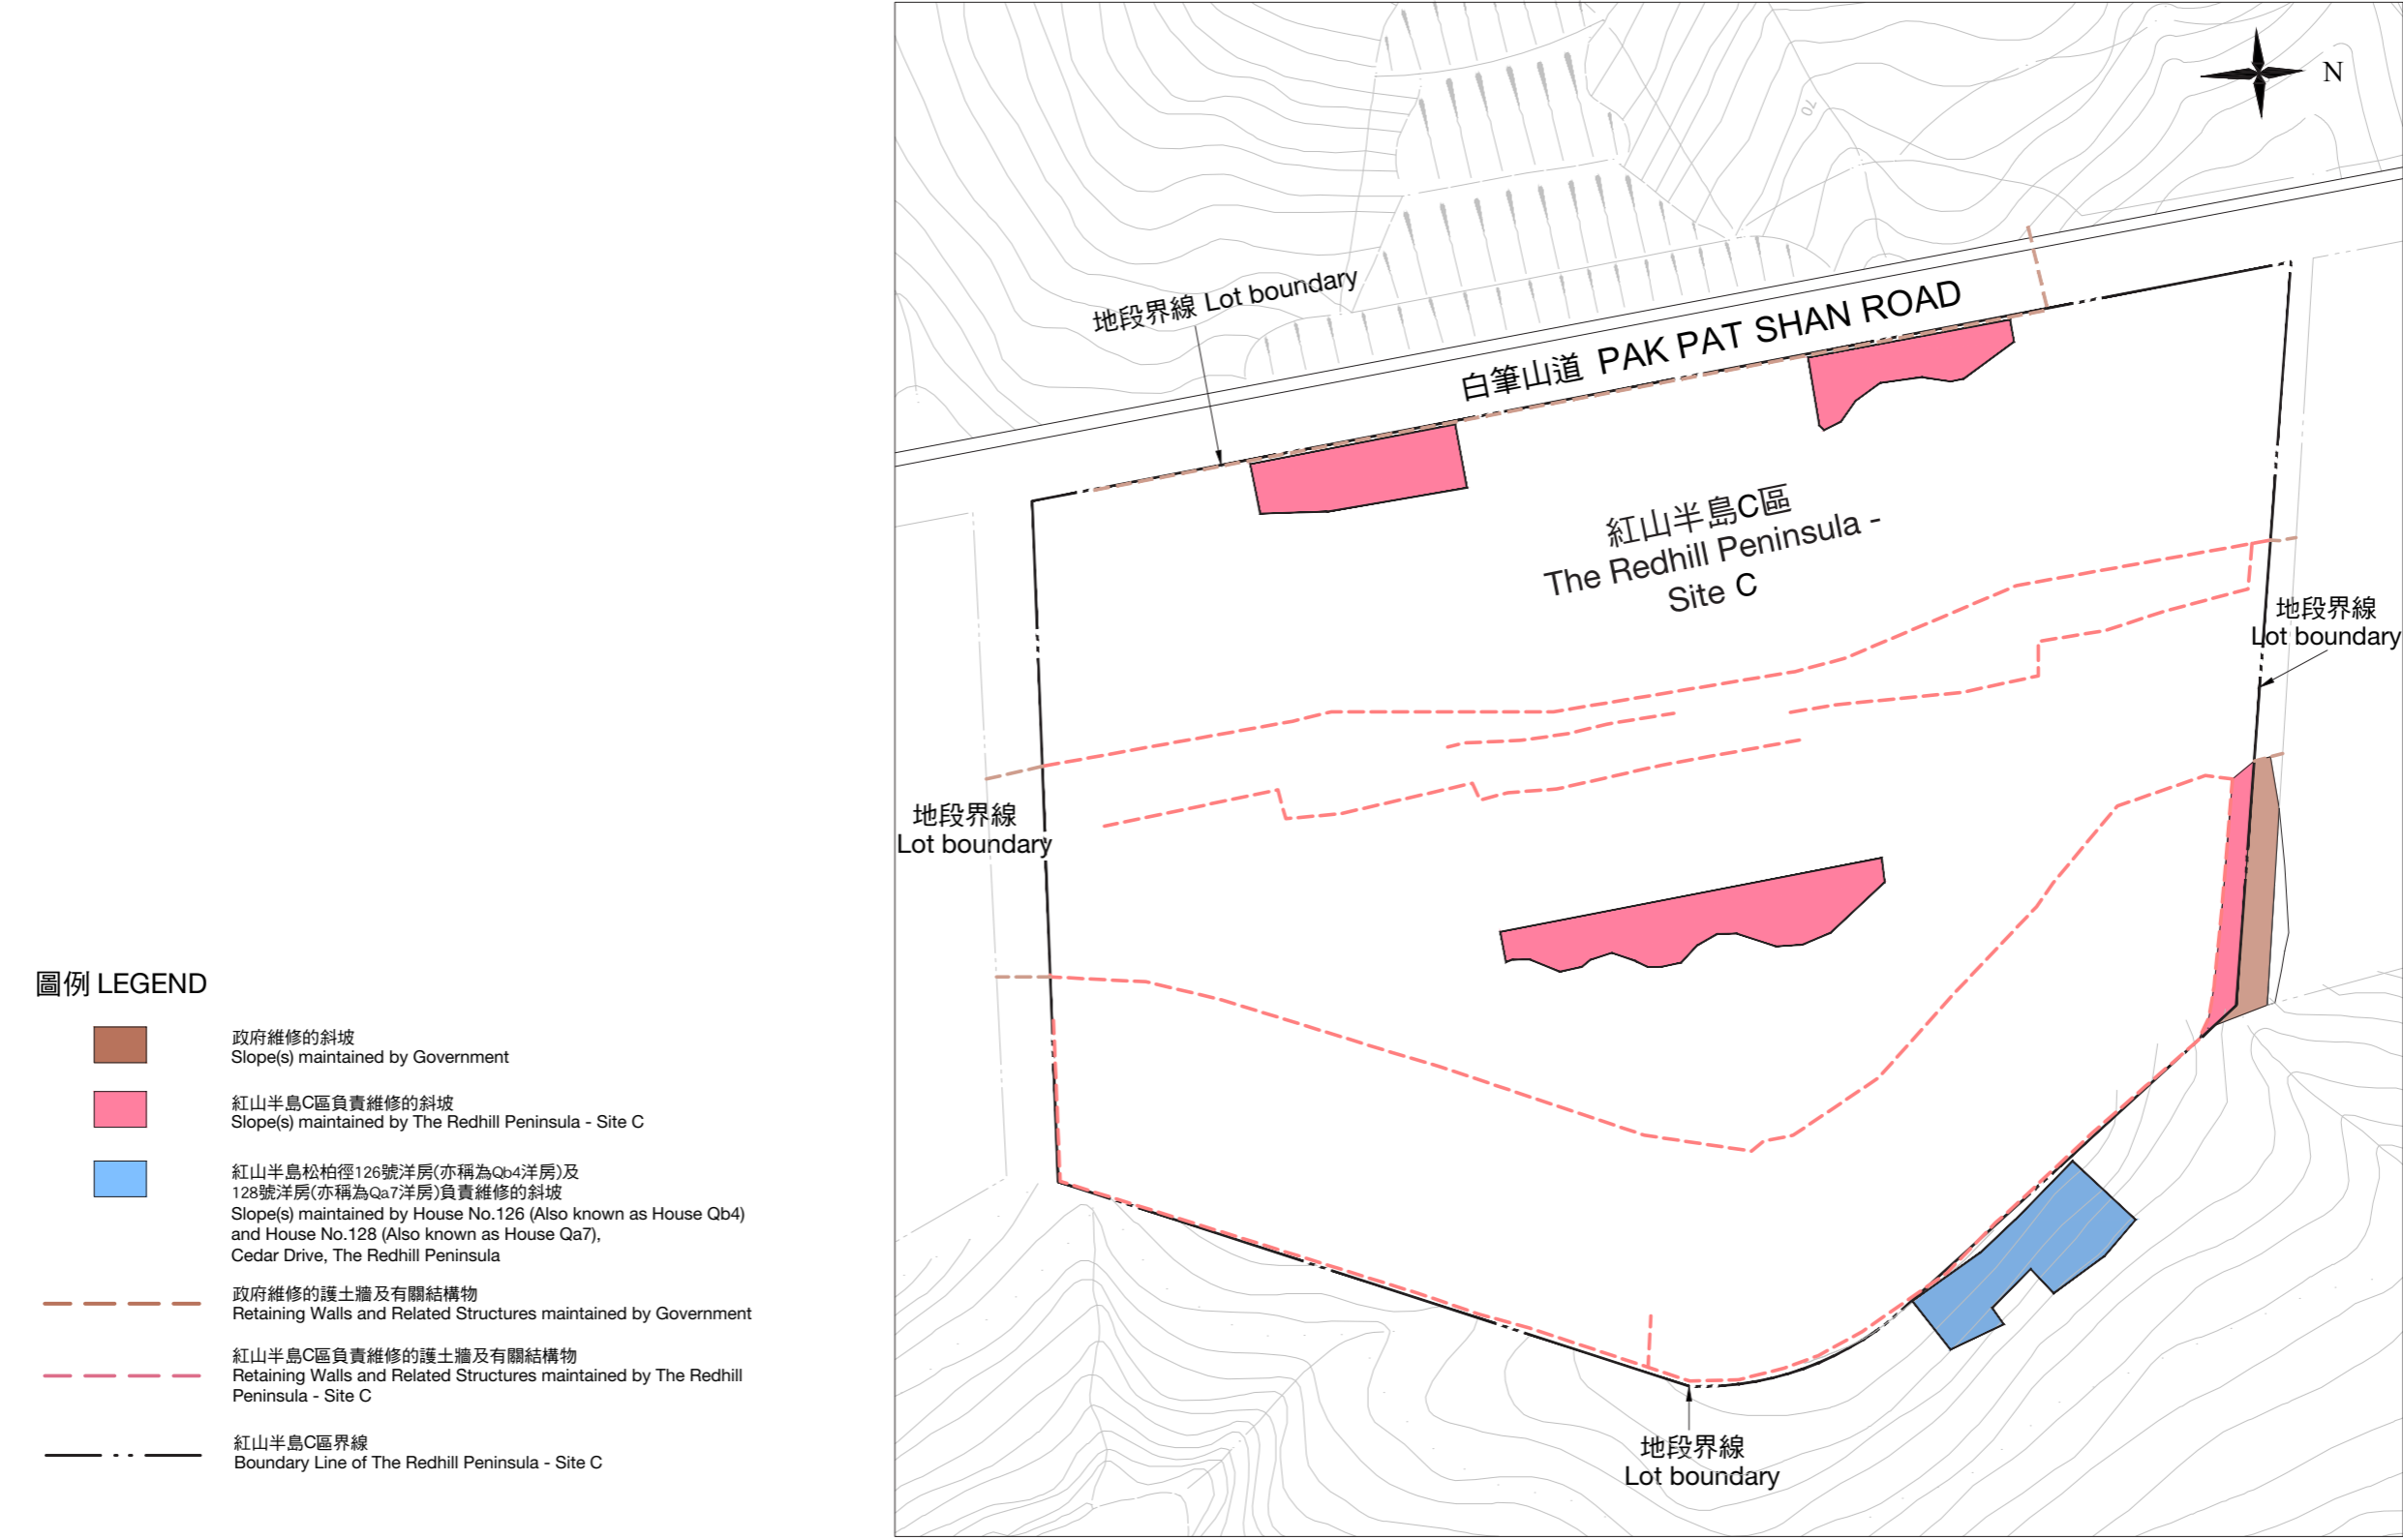 圖例 LEGEND
政府維修的斜坡
Slope(s) maintained by Government
紅山半島C區負責維修的斜坡
Slope(s) maintained by The Redhill Peninsula - Site C
紅山半島松柏徑126號洋房(亦稱為Qb4洋房)及
128號洋房(亦稱為Qa7洋房)負責維修的斜坡
Slope(s) maintained by House No.126 (Also known as House Qb4)
and House No.128 (Also known as House Qa7),
Cedar Drive, The Redhill Peninsula
政府維修的護土牆及有關結構物
Retaining Walls and Related Structures maintained by Government
紅山半島C區負責維修的護土牆及有關結構物
Retaining Walls and Related Structures maintained by The Redhill
Peninsula - Site C
紅山半島C區界線
Boundary Line of The Redhill Peninsula - Site C
N
70
地段界線 Lot boundary
白筆山道 PAK PAT SHAN ROAD
紅山半島C區
The Redhill Peninsula -
Site C
地段界線
Lot boundary
地段界線
Lot boundary
地段界線
Lot boundary